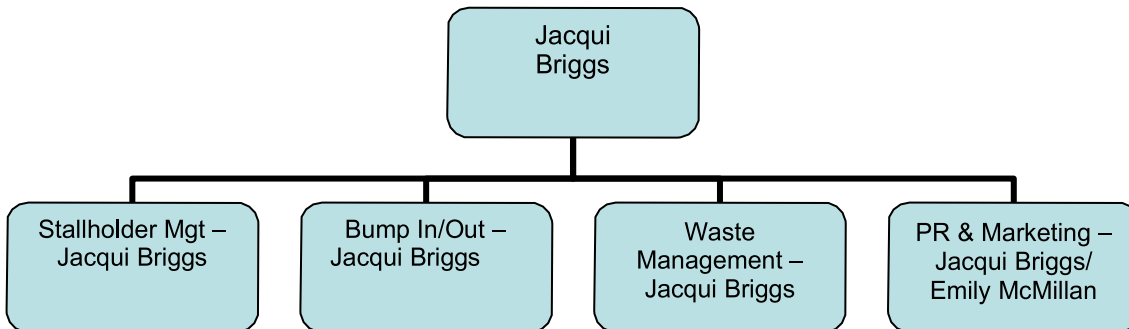 Jacqui
Briggs
Stallholder Mgt –
Jacqui Briggs
Bump In/Out –
Jacqui Briggs
Waste
Management –
Jacqui Briggs
PR & Marketing –
Jacqui Briggs/
Emily McMillan